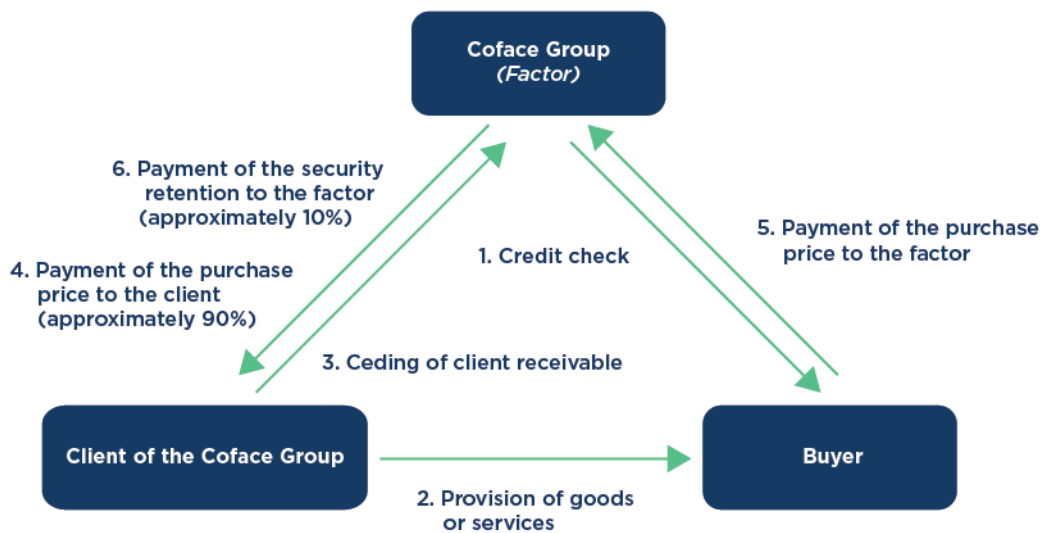 Coface Group
(Factor)
6. Payment of the security
retention to the factor
(approximately 10%)
4. Payment of the purchase
price to the client
(approximately 90%)
1. Credit check
5. Payment of the purchase
price to the factor
3. Ceding of client receivable
Client of the Coface Group
Buyer
2. Provision of goods
or services